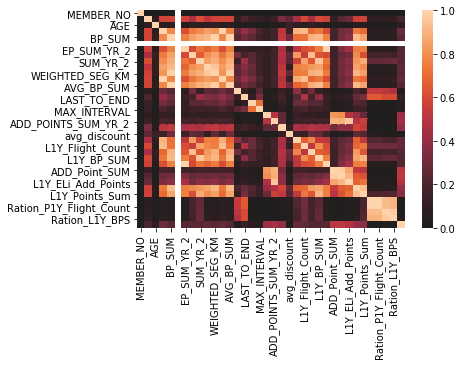 MEMBER_NO
AGE
BP_SUM
EP_SUM_YR_2
SUM_YR_2
WEIGHTED_SEG_KM
AVG_BP_SUM
LAST_TO_END
MAX_INTERVAL
ADD_POINTS_SUM_YR_2
avg_discount
L1Y_Flight_Count
L1Y_BP_SUM
ADD_Point_SUM
L1Y_ELi_Add_Points
L1Y_Points_Sum
Ration_P1Y_Flight_Count
Ration_L1Y_BPS
1.0
0.8
0.6
0.4
0.2
0.0
MEMBER_NO
AGE
BP_SUM
EP_SUM_YR_2
SUM_YR_2
WEIGHTED_SEG_KM
AVG_BP_SUM
LAST_TO_END
MAX_INTERVAL
ADD_POINTS_SUM_YR_2
avg_discount
L1Y_Flight_Count
L1Y_BP_SUM
ADD_Point_SUM
L1Y_ELi_Add_Points
L1Y_Points_Sum
Ration_P1Y_Flight_Count
Ration_L1Y_BPS